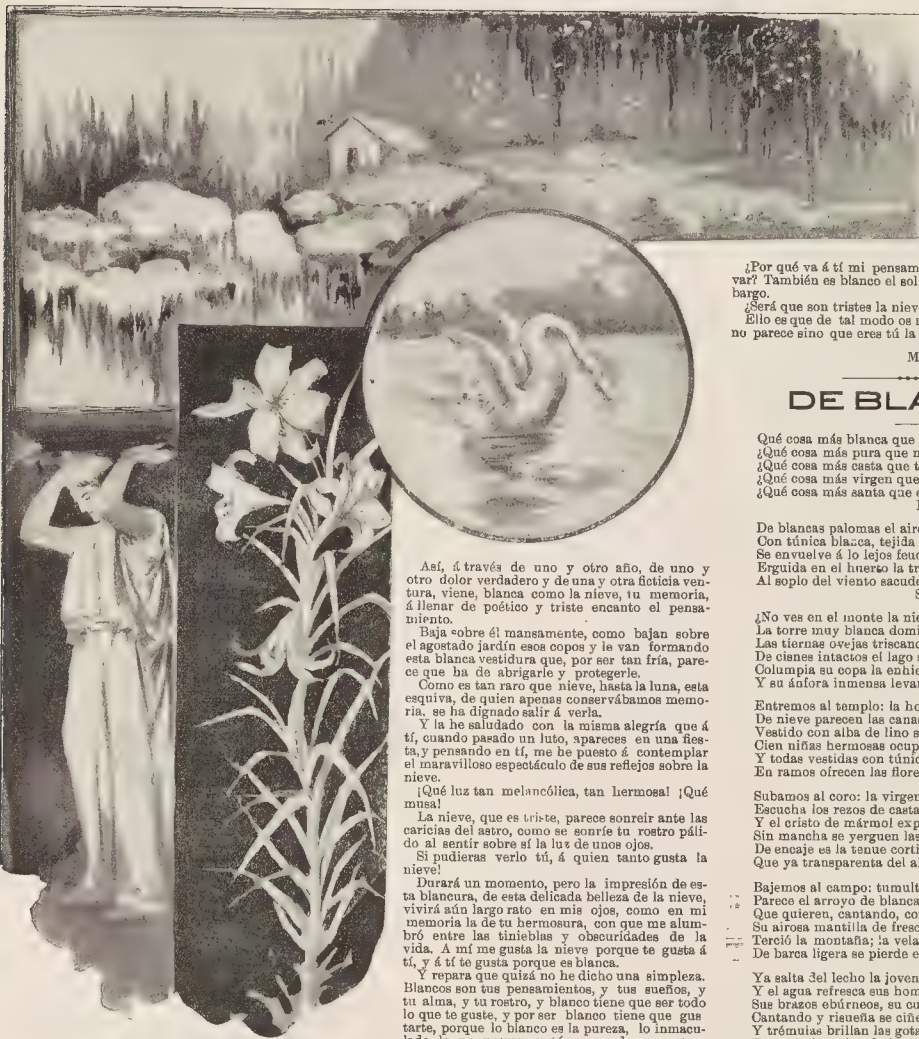 Así, á través de uno y otro año, de uno y
otro dolor verdadero y de una y otra ficticia ven-
tura, viene, blanca como la nieve, tu memoria,
á llenar de poético y triste encanto el pensa-
miento.
Baja sobre él mansamente, como bajan sobre
el agostado jardín esos copos y le van formando
esta blanca vestidura que, por ser tan fría, pare-
ce que ha de abrigarle y protegerle.
Como es tan raro que nieve, hasta la luna, esta
esquiva, de quien apenas conservábamos memo-
ria, se ha dignado salir á verla.
Y la he saludado con la misma alegría que á
tí, cuando pasado un luto, apareces en una fies-
ta, y pensando en tí, me he puesto á contemplar
el maravilloso espectáculo de sus reflejos sobre la
nieve.
¡Qué luz tan melancólica, tan hermosa! ¡Qué
musa!
La nieve, que es triste, parece sonreir ante las
caricias del astro, como se sonríe tu rostro páli-
do al sentir sobre sí la luz de unos ojos.
Si pudieras verlo tú, á quien tanto gusta la
nieve!
Durará un momento, pero la impresión de es-
ta blancura, de esta delicada belleza de la nieve,
vivirá aún largo rato en mis ojos, como en mi
memoria la de tu hermosura, con que me alum-
bró entre las tinieblas y obscuridades de la
vida. A mí me gusta la nieve porque te gusta á
tí, y á tí te gusta porque es blanca.
Y repara que quizá no he dicho una simpleza.
Blancos son tus pensamientos, y tus sueños, y
tu alma, y tu rostro, y blanco tiene que ser todo
lo que te guste, y por ser blanco tiene que gus
tarte, porque lo blanco es la pureza, lo inmacu-
¿Por qué va á tí mi pensam
var? También es blanco el sol
bargo.
¿Será que son tristes la niev
Ello es que de tal modo os
no parece sino que eres tú la
M
DE BLA
Qué cosa más blanca que
¿Qué cosa más pura que
¿Qué cosa más casta que
¿Qué cosa más virgen que
¿Qué cosa más santa que
De blancas palomas el aire
Con túnica blanca, tejida
Se envuelve á lo lejos feud
Erguida en el huerto la tr
Al soplo del viento sacude
S
¿No ves en el monte la nie
La torre muy blanca domi
Las tiernas ovejas triscand
De cisnes intactos el lago
Columpia su copa la enhie
Y su ánfora inmensa levan
Entremos al templo: la ho
De nieve parecen las cana
Vestido con alba de lino s
Cien niñas hermosas ocup
Y todas vestidas con túnic
En ramos ofrecen las flore
Subamos al coro: la virgen
Escucha los rezos de casta
Y el cristo de mármol exp
Sin mancha se yerguen las
De encaje es la tenue corti
Que ya transparenta del a
Bajemos al campo: tumult
Parece el arroyo de blanca
Que quieren, cantando, co
Su airosa mantilla de fresc
Terció la montaña; la vela
De barca ligera se pierde e
Ya salta del lecho la joven
Y el agua refresca sus hom
Sus brazos ebúrneos, su cu
Cantando y risueña se ciñe
Y trémulas brillan las gota